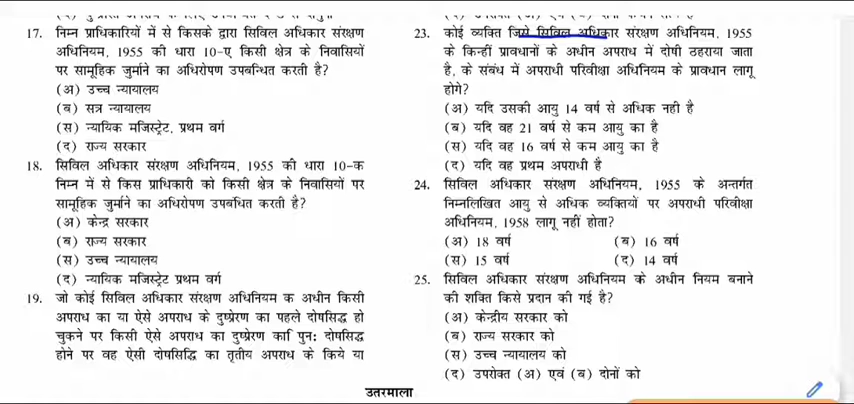 17. निम्न प्राधिकारियों में से किसके द्वारा सिविल अधिकार संरक्षण
अधिनियम, 1955 की धारा 10-ए किसी क्षेत्र के निवासियों
पर सामूहिक जुर्माने का अधिरोपण उपबन्धित करती है?
(अ) उच्च न्यायालय
(ब) सत्र न्यायालय
(स) न्यायिक मजिस्ट्रेट, प्रथम वर्ग
(द) राज्य सरकार
18. सिविल अधिकार संरक्षण अधिनियम, 1955 की धारा 10-क
निम्न में से किस प्राधिकारी को किसी क्षेत्र के निवासियों पर
सामूहिक जुर्माने का अधिरोपण उपबंधित करती है?
(अ) केन्द्र सरकार
(ब) राज्य सरकार
(स) उच्च न्यायालय
(द) न्यायिक मजिस्ट्रेट प्रथम वर्ग
19. जो कोई सिविल अधिकार संरक्षण अधिनियम क अधीन किसी
अपराध का या ऐसे अपराध के दुष्प्रेरण का पहले दोषसिद्ध हो
चुकने पर किसी ऐसे अपराध का दुष्प्रेरण का पुन: दोषसिद्ध
होने पर वह ऐसी दोषसिद्धि का तृतीय अपराध के किये या
23. कोई व्यक्ति जिसे सिविल अधिकार संरक्षण अधिनियम, 1955
के किन्हीं प्रावधानों के अधीन अपराध में दोषी ठहराया जाता
है, के संबंध में अपराधी परिवीक्षा अधिनियम के प्रावधान लागू
होगे?
(अ) यदि उसकी आयु 14 वर्ष से अधिक नही है
(ब) यदि वह 21 वर्ष से कम आयु का है
(स) यदि वह 16 वर्ष से कम आयु का है
(द) यदि वह प्रथम अपराधी है
24. सिविल अधिकार संरक्षण अधिनियम, 1955 के अन्तर्गत
निम्नलिखित आयु से अधिक व्यक्तियों पर अपराधी परिवीक्षा
अधिनियम, 1958 लागू नहीं होता?
(अ) 18 वर्ष (ब) 16 वर्ष
(स) 15 वर्ष (द) 14 वर्ष
25. सिविल अधिकार संरक्षण अधिनियम के अधीन नियम बनाने
की शक्ति किसे प्रदान की गई है?
(अ) केन्द्रीय सरकार को
(ब) राज्य सरकार को
(स) उच्च न्यायालय को
(द) उपरोक्त (अ) एवं (ब) दोनों को
उतरमाला